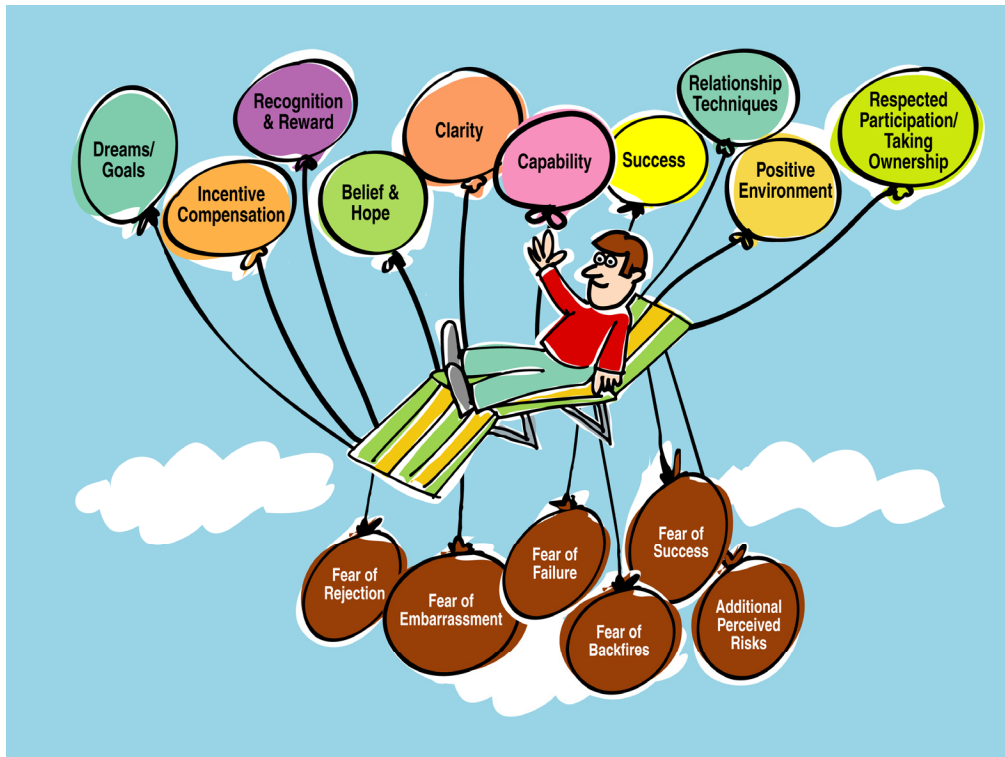 Dreams/
Goals
Incentive
Compensation
Recognition
& Reward
Belief &
Hope
Clarity
Capability
Success
Relationship
Techniques
Positive
Environment
Respected
Participation/
Taking
Ownership
Fear of
Rejection
Fear of
Embarrassment
Fear of
Failure
Fear of
Backfires
Fear of
Success
Additional
Perceived
Risks